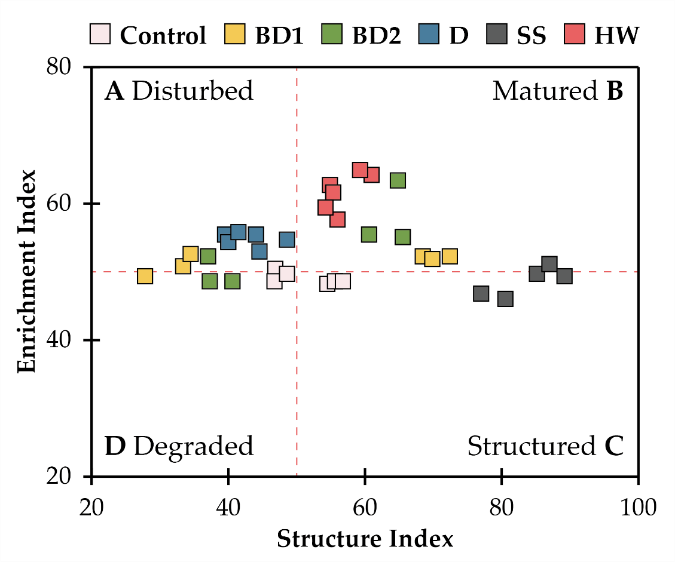 Control BD1 BD2 D SS HW
80
A Disturbed Matured B
60
Enrichment Index
40
D Degraded Structured C
20
20 40 60 80 100
Structure Index